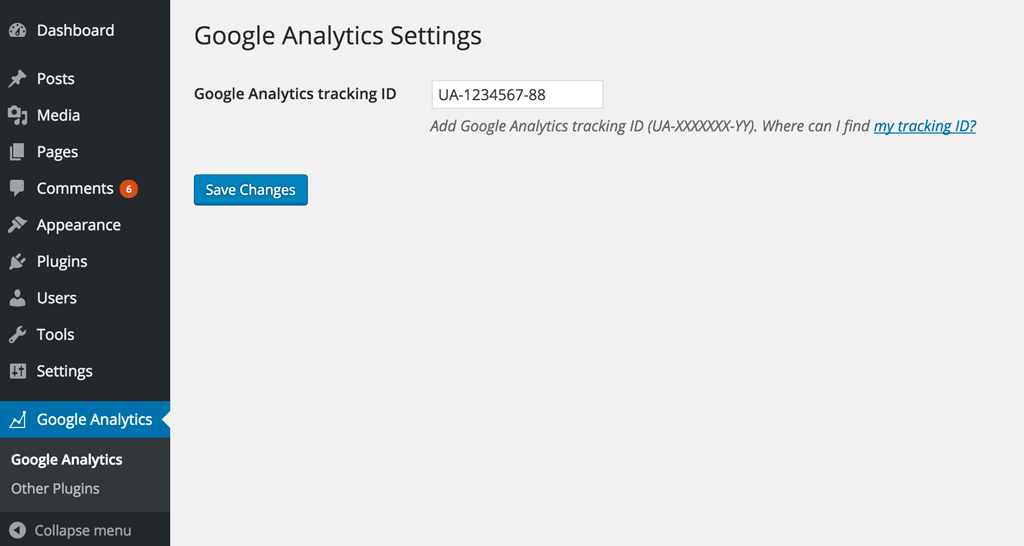 Dashboard
Posts
Media
Pages
Comments 6
Appearance
Plugins
Users
Tools
Settings
Google Analytics
Google Analytics
Other Plugins
Collapse menu
Google Analytics Settings
Google Analytics tracking ID UA-1234567-88
Add Google Analytics tracking ID (UA-XXXXXXX-YY). Where can I find my tracking ID?
Save Changes